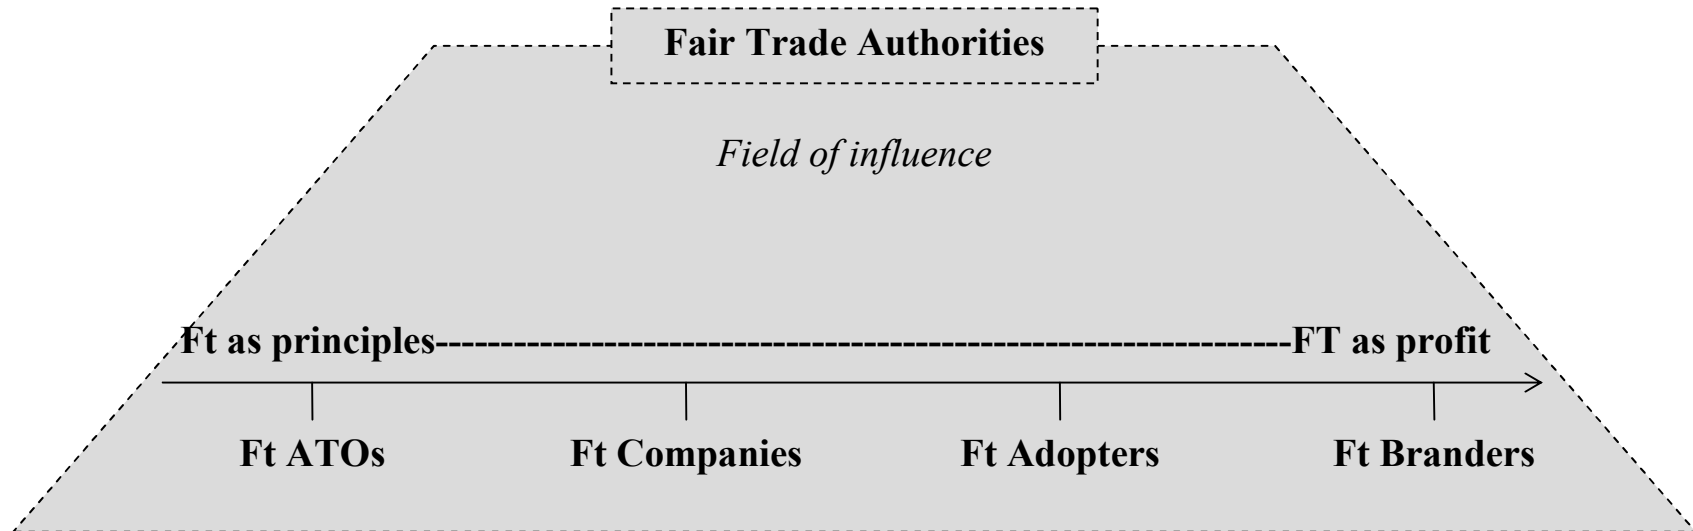 Fair Trade Authorities
Field of influence
Ft as principles------------------------------------------------------------------FT as profit
Ft ATOs Ft Companies Ft Adopters Ft Branders